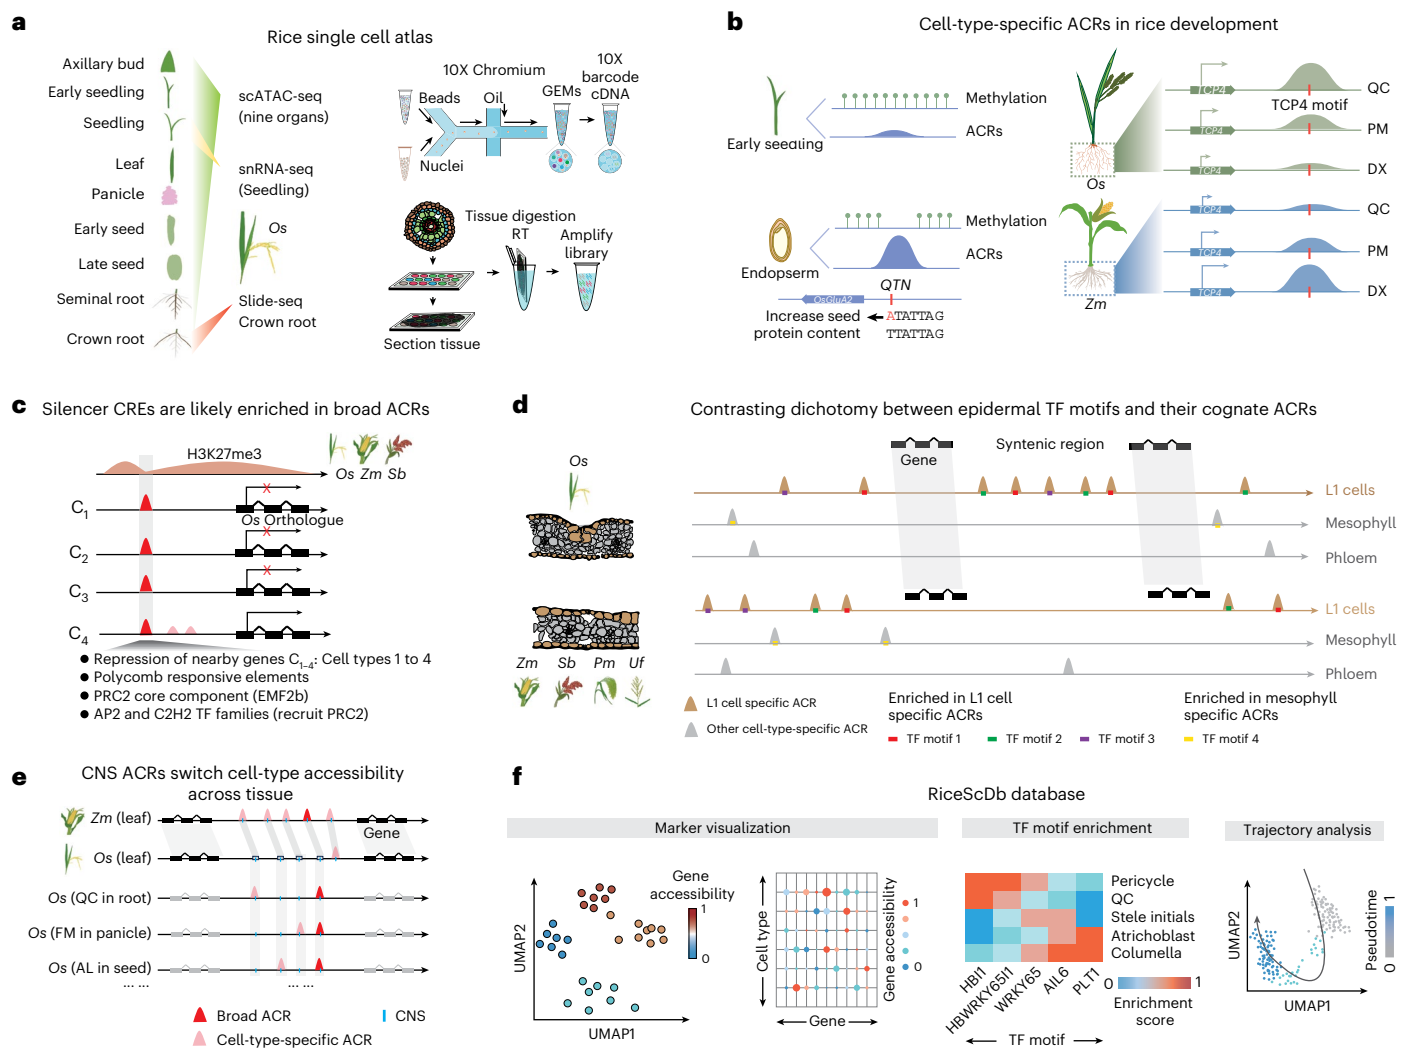 a
Rice single cell atlas
Axillary bud
Early seedling
Seedling
Leaf
Panicle
Early seed
Late seed
Seminal root
Crown root
scATAC-seq
(nine organs)
snRNA-seq
(Seedling)
Os
Slide-seq
Crown root
10X Chromium
Beads
Oil
Nuclei
GEMs
10X
barcode
cDNA
Tissue digestion
RT
Amplify
library
Section tissue
b
Cell-type-specific ACRs in rice development
Early seedling
Methylation
ACRs
Endopserm
Methylation
ACRs
QTN
OsGluA2
Increase seed
protein content
ATATTAG
TTATTAG
Os
Zm
TCP4
QC
TCP4 motif
TCP4
PM
TCP4
DX
TCP4
QC
TCP4
PM
TCP4
DX
c
Silencer CREs are likely enriched in broad ACRs
H3K27me3
Os Zm Sb
C1
X
Os Orthologue
C2
X
C3
X
C4
● Repression of nearby genes C1–4: Cell types 1 to 4
● Polycomb responsive elements
● PRC2 core component (EMF2b)
● AP2 and C2H2 TF families (recruit PRC2)
d
Contrasting dichotomy between epidermal TF motifs and their cognate ACRs
Os
Gene
Syntenic region
L1 cells
Mesophyll
Phloem
L1 cells
Mesophyll
Phloem
Zm Sb Pm Uf
L1 cell specific ACR
Other cell-type-specific ACR
Enriched in L1 cell
specific ACRs
TF motif 1
TF motif 2
TF motif 3
Enriched in mesophyll
specific ACRs
TF motif 4
e
CNS ACRs switch cell-type accessibility
across tissue
Zm (leaf)
Gene
Os (leaf)
Os (QC in root)
Os (FM in panicle)
Os (AL in seed)
... ...
... ...
Broad ACR
CNS
Cell-type-specific ACR
f
RiceScDb database
Marker visualization
TF motif enrichment
Trajectory analysis
UMAP2
UMAP1
Gene
accessibility
1
0
Cell type
Gene
Gene accessibility
1
0
Pericycle
QC
Stele initials
Atrichoblast
Columella
HBI1
HBWRKY65I1
WRKY65
AIL6
PLT1
TF motif
0
1
Enrichment
score
UMAP2
UMAP1
Pseudotime
0
1